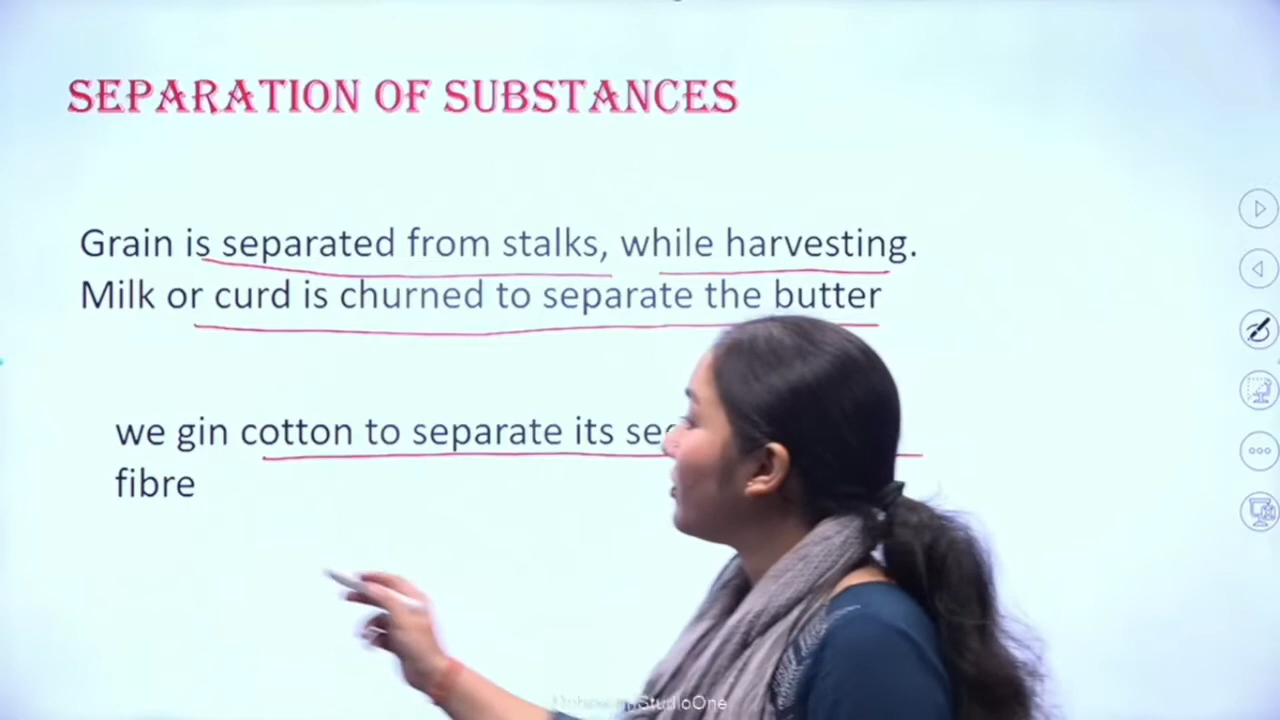 SEPARATION OF SUBSTANCES
Grain is separated from stalks, while harvesting.
Milk or curd is churned to separate the butter
we gin cotton to separate its
fibre